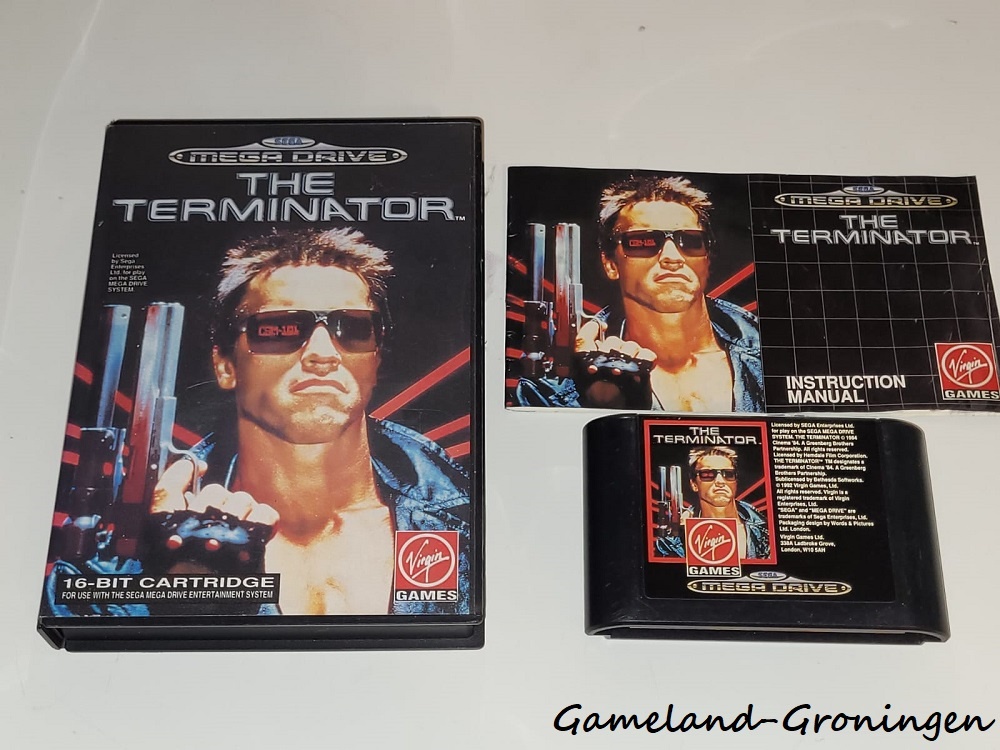 SEGA
MEGA DRIVE
THE
TERMINATOR™
Licensed
by Sega
Enterprises
Ltd. for play
on the SEGA
MEGA DRIVE
SYSTEM.
16-BIT CARTRIDGE
FOR USE WITH THE SEGA MEGA DRIVE ENTERTAINMENT SYSTEM
Virgin
GAMES
SEGA
MEGA DRIVE
THE
TERMINATOR™
INSTRUCTION
MANUAL
Virgin
GAMES
THE
TERMINATOR™
Virgin
GAMES
Licensed by SEGA Enterprises Ltd.
for play on the SEGA MEGA DRIVE
SYSTEM. THE TERMINATOR © 1984
Cinema '84. A Greenberg Brothers
Partnership. All rights reserved.
Licensed by Hemdale Film Corporation.
THE TERMINATOR™ TM designates a
trademark of Cinema '84. A Greenberg
Brothers Partnership.
Sublicensed by Bethesda Softworks.
© 1992 Virgin Games, Ltd.
All rights reserved. Virgin is a
registered trademark of Virgin
Enterprises, Ltd.
"SEGA" and "MEGA DRIVE" are
trademarks of Sega Enterprises, Ltd.
Packaging design by Words & Pictures
Ltd. London.
Virgin Games Ltd.
338A Ladbroke Grove,
London, W10 5AH
SEGA
MEGA DRIVE
Gameland-Groningen